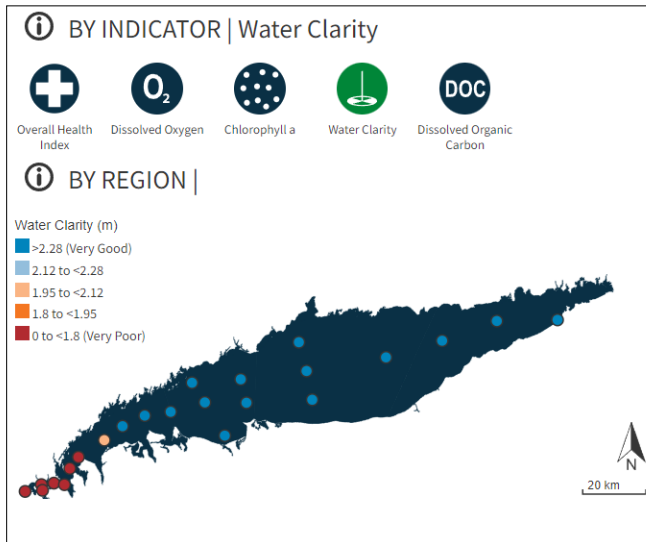 BY INDICATOR | Water Clarity
O2
DOC
Overall Health
Index
Dissolved Oxygen
Chlorophyll a
Water Clarity
Dissolved Organic
Carbon
BY REGION |
Water Clarity (m)
>2.28 (Very Good)
2.12 to <2.28
1.95 to <2.12
1.8 to <1.95
0 to <1.8 (Very Poor)
N
20 km